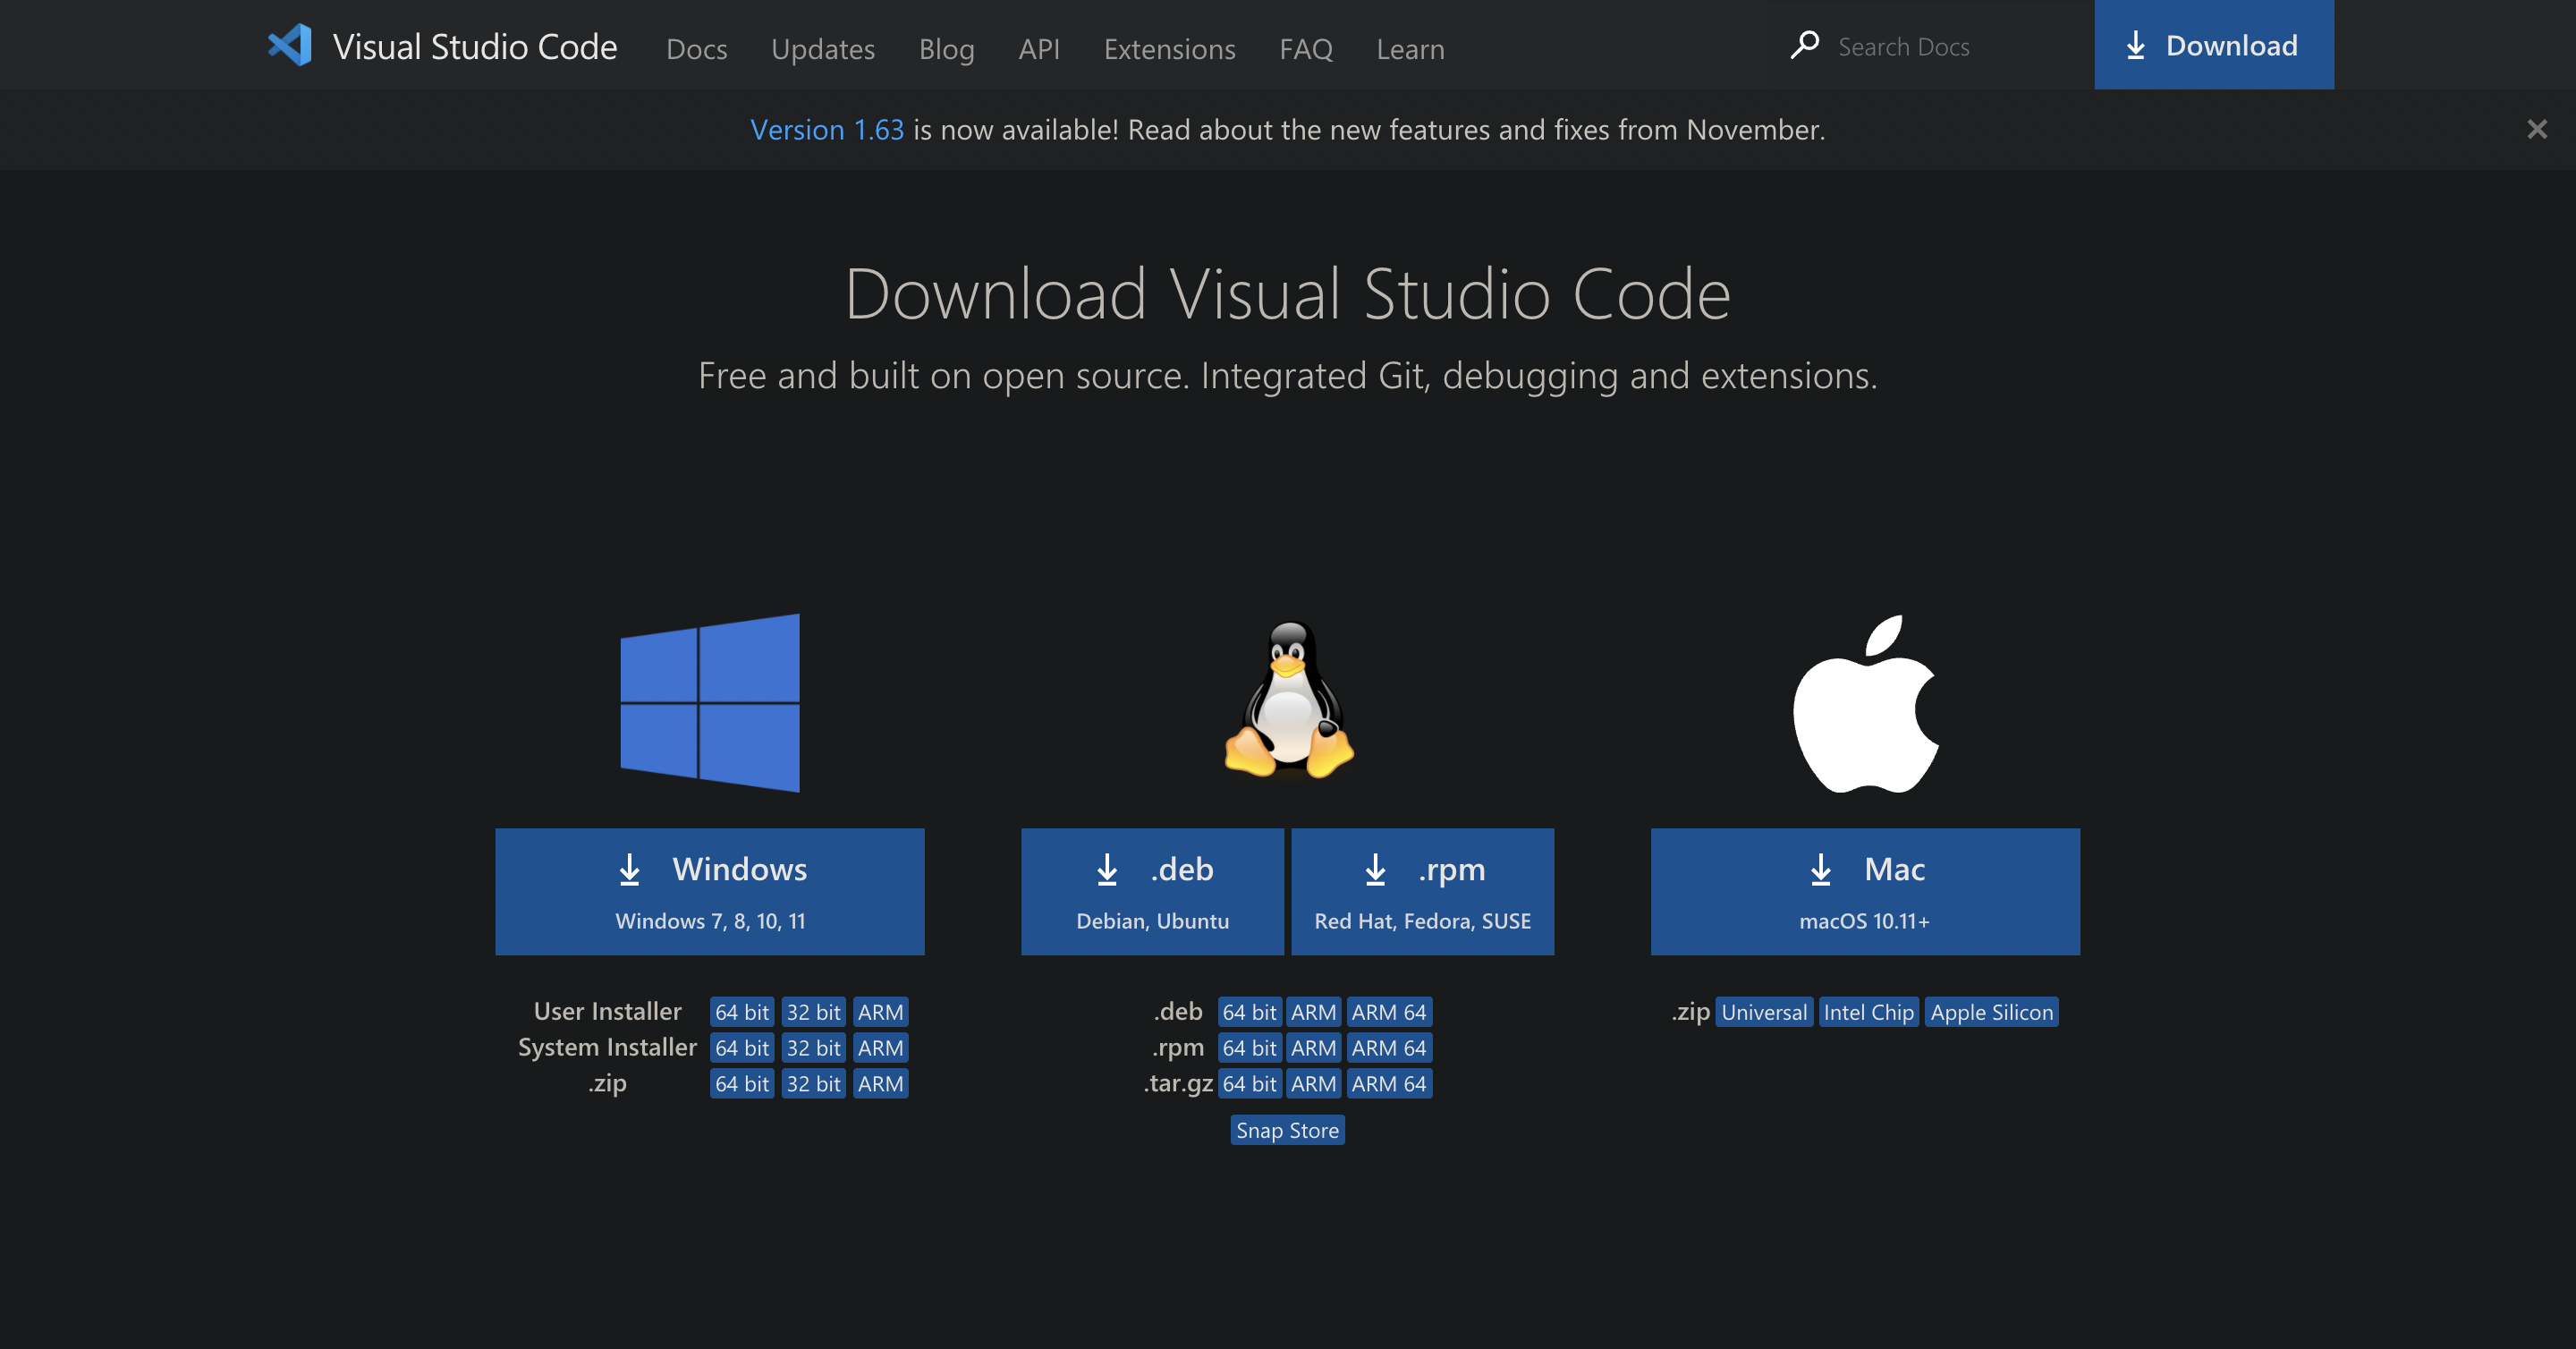 Visual Studio Code Docs Updates Blog API Extensions FAQ Learn Search Docs Download
Version 1.63 is now available! Read about the new features and fixes from November.
Download Visual Studio Code
Free and built on open source. Integrated Git, debugging and extensions.
Windows
Windows 7, 8, 10, 11
User Installer 64 bit 32 bit ARM
System Installer 64 bit 32 bit ARM
.zip 64 bit 32 bit ARM
.deb
Debian, Ubuntu
.rpm
Red Hat, Fedora, SUSE
.deb 64 bit ARM ARM 64
.rpm 64 bit ARM ARM 64
.tar.gz 64 bit ARM ARM 64
Snap Store
Mac
macOS 10.11+
.zip Universal Intel Chip Apple Silicon